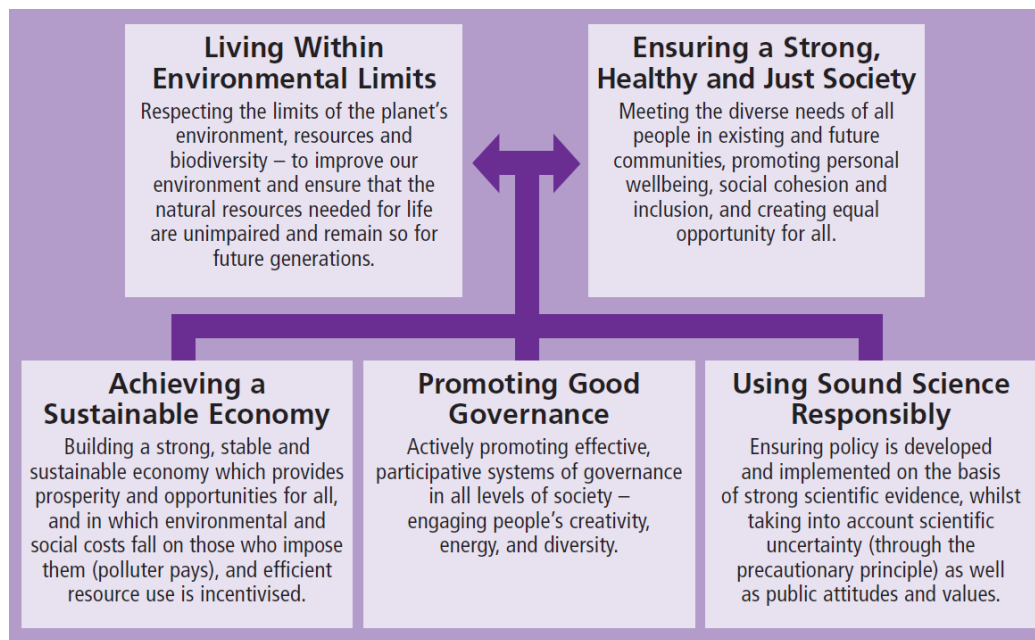 Living Within
Environmental Limits
Respecting the limits of the planet's
environment, resources and
biodiversity – to improve our
environment and ensure that the
natural resources needed for life
are unimpaired and remain so for
future generations.
Ensuring a Strong,
Healthy and Just Society
Meeting the diverse needs of all
people in existing and future
communities, promoting personal
wellbeing, social cohesion and
inclusion, and creating equal
opportunity for all.
Achieving a
Sustainable Economy
Building a strong, stable and
sustainable economy which provides
prosperity and opportunities for all,
and in which environmental and
social costs fall on those who impose
them (polluter pays), and efficient
resource use is incentivised.
Promoting Good
Governance
Actively promoting effective,
participative systems of governance
in all levels of society –
engaging people's creativity,
energy, and diversity.
Using Sound Science
Responsibly
Ensuring policy is developed
and implemented on the basis
of strong scientific evidence, whilst
taking into account scientific
uncertainty (through the
precautionary principle) as well
as public attitudes and values.